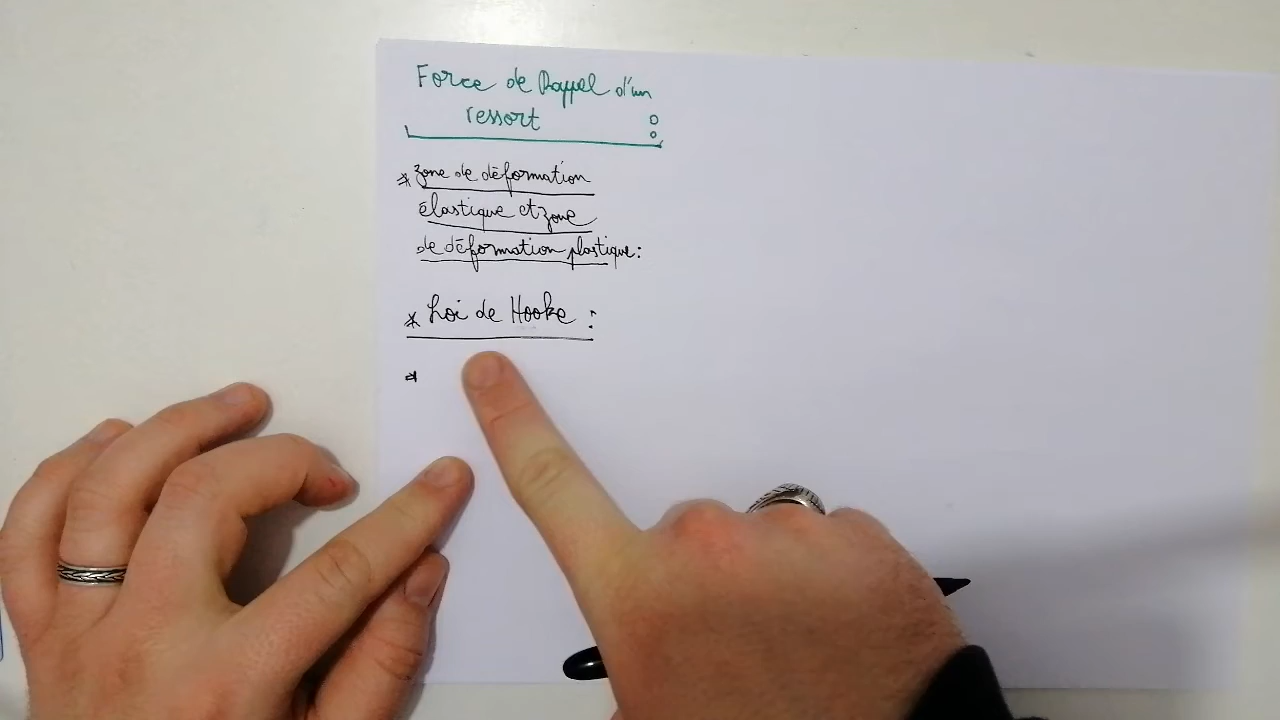 Force de Rappel d'un
ressort :
* zone de déformation
élastique et zone
de déformation plastique :
* Loi de Hooke :